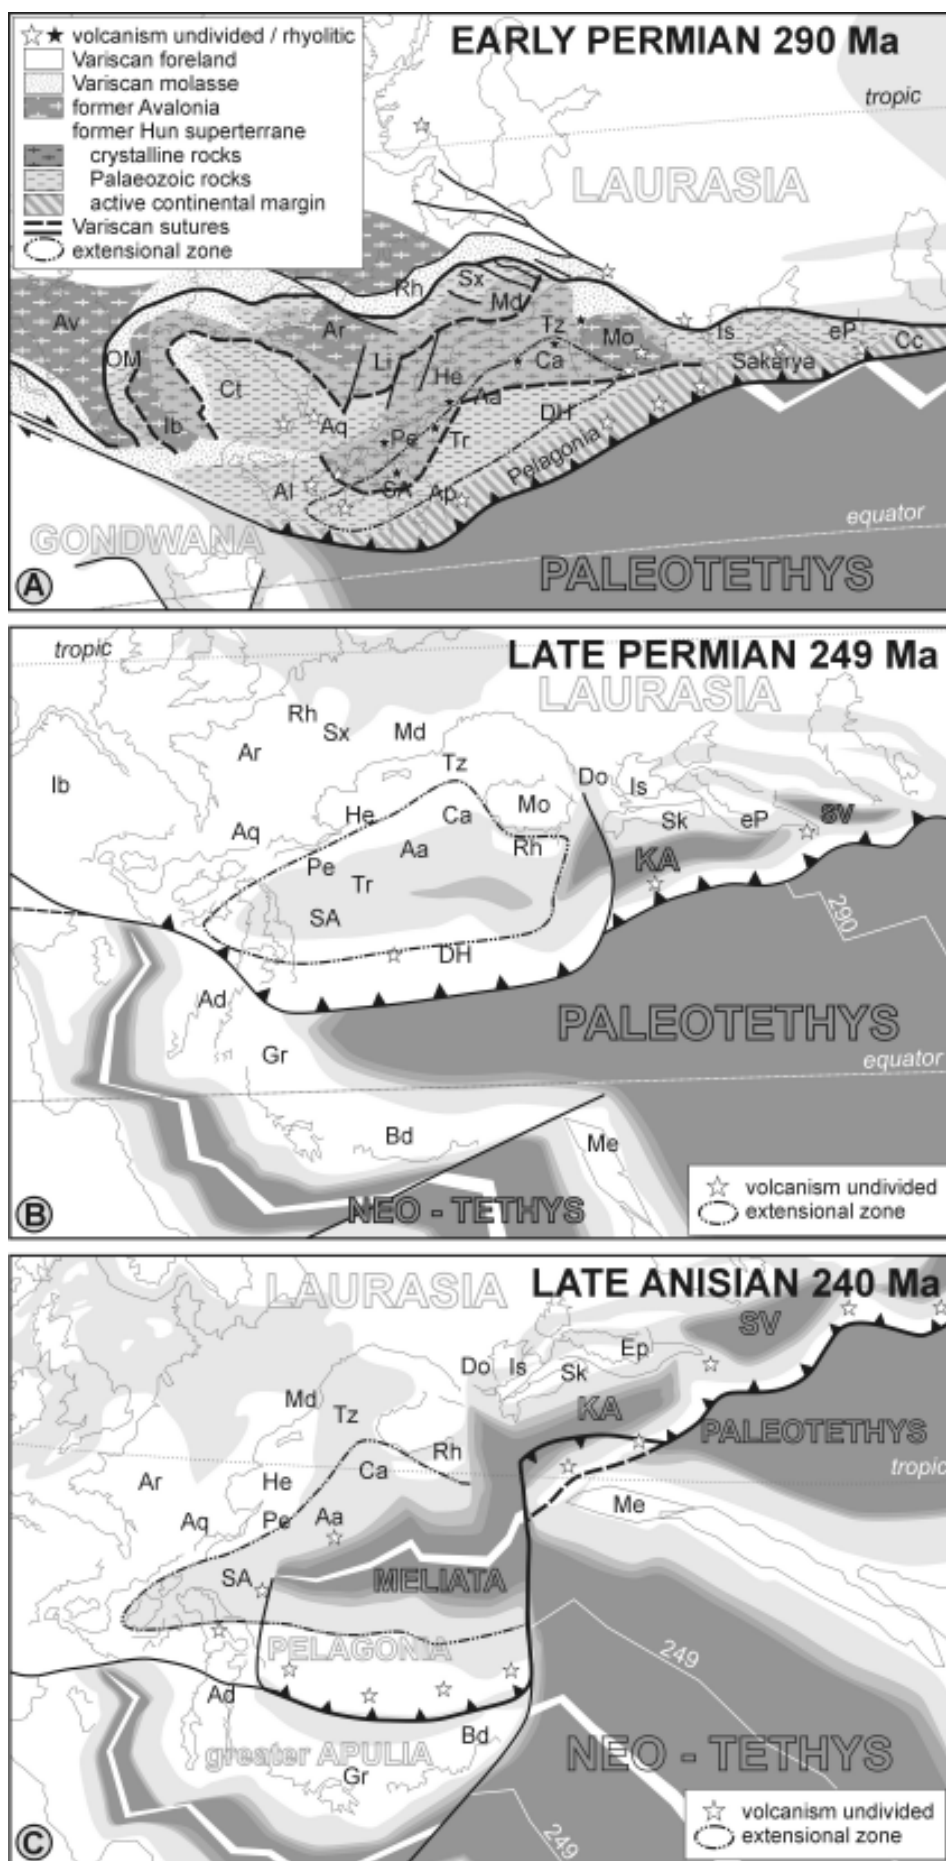 EARLY PERMIAN 290 Ma
volcanism undivided / rhyolitic
Variscan foreland
Variscan molasse
former Avalonia
former Hun superterrane
crystalline rocks
Palaeozoic rocks
active continental margin
Variscan sutures
extensional zone
tropic
LAURASIA
Rh
Sx
Md
Av
Ar
Tz
Mo
Is
eP
Cc
OM
Li
Ca
Sakarya
Ct
He
Aa
DH
Ib
Aq
Pe
Tr
Pelagonia
Al
SA
Ap
equator
GONDWANA
PALEOTETHYS
A
LATE PERMIAN 249 Ma
tropic
LAURASIA
Rh
Sx
Md
Ar
Tz
Ib
Do
Is
Mo
He
Ca
Sk
eP
SV
Aq
Aa
Rh
KA
Pe
Tr
SA
290
DH
Ad
PALEOTETHYS
Gr
equator
Bd
Me
NEO - TETHYS
volcanism undivided
extensional zone
B
LATE ANISIAN 240 Ma
LAURASIA
SV
Do
Is
Ep
Sk
Md
Tz
KA
PALEOTETHYS
Rh
tropic
Ar
He
Ca
Me
Aq
Pe
Aa
SA
MELIATA
PELAGONIA
249
Ad
Bd
greater APULIA
Gr
NEO - TETHYS
volcanism undivided
249
extensional zone
C